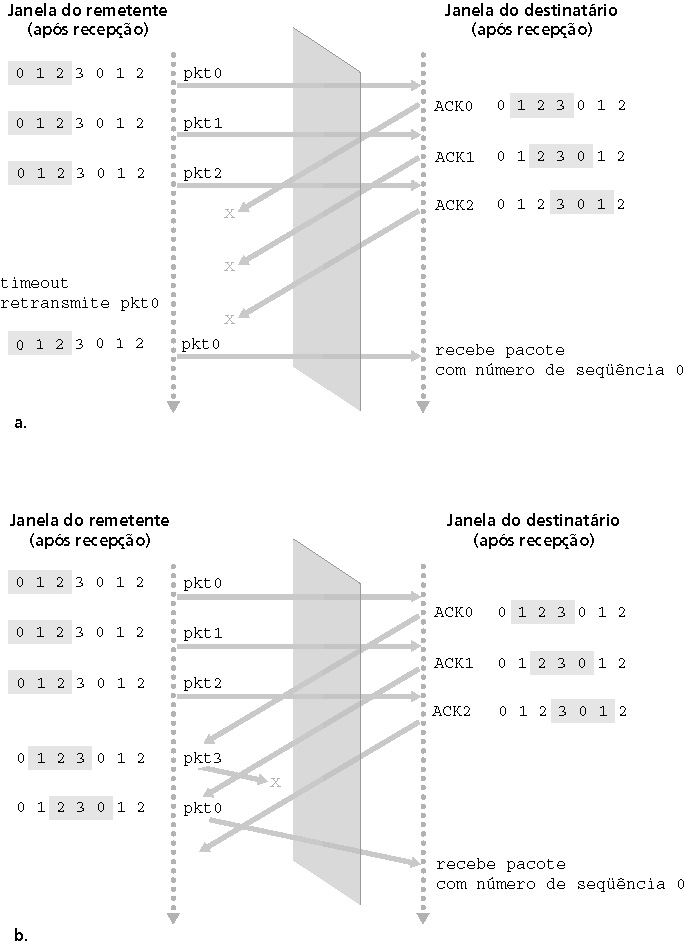 Janela do remetente
(após recepção)
Janela do destinatário
(após recepção)
0 1 2 3 0 1 2
pkt0
ACK0 0 1 2 3 0 1 2
0 1 2 3 0 1 2
pkt1
ACK1 0 1 2 3 0 1 2
0 1 2 3 0 1 2
pkt2
ACK2 0 1 2 3 0 1 2
X
X
timeout
retransmite pkt0
X
0 1 2 3 0 1 2
pkt0
recebe pacote
com número de seqüência 0
a.
Janela do remetente
(após recepção)
Janela do destinatário
(após recepção)
0 1 2 3 0 1 2
pkt0
ACK0 0 1 2 3 0 1 2
0 1 2 3 0 1 2
pkt1
ACK1 0 1 2 3 0 1 2
0 1 2 3 0 1 2
pkt2
ACK2 0 1 2 3 0 1 2
0 1 2 3 0 1 2
pkt3
X
0 1 2 3 0 1 2
pkt0
recebe pacote
com número de seqüência 0
b.